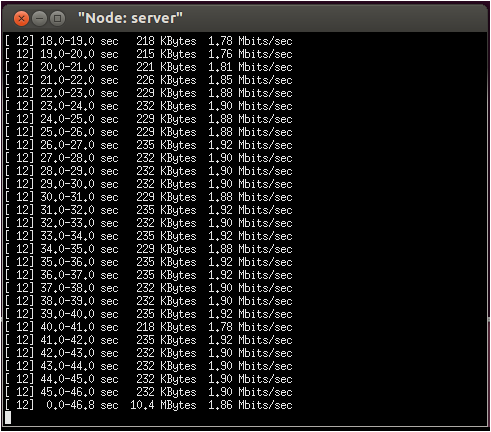 "Node: server"
[ 12] 18.0-19.0 sec   218 KBytes  1.78 Mbits/sec
[ 12] 19.0-20.0 sec   215 KBytes  1.76 Mbits/sec
[ 12] 20.0-21.0 sec   221 KBytes  1.81 Mbits/sec
[ 12] 21.0-22.0 sec   226 KBytes  1.85 Mbits/sec
[ 12] 22.0-23.0 sec   229 KBytes  1.88 Mbits/sec
[ 12] 23.0-24.0 sec   232 KBytes  1.90 Mbits/sec
[ 12] 24.0-25.0 sec   229 KBytes  1.88 Mbits/sec
[ 12] 25.0-26.0 sec   229 KBytes  1.88 Mbits/sec
[ 12] 26.0-27.0 sec   235 KBytes  1.92 Mbits/sec
[ 12] 27.0-28.0 sec   232 KBytes  1.90 Mbits/sec
[ 12] 28.0-29.0 sec   232 KBytes  1.90 Mbits/sec
[ 12] 29.0-30.0 sec   232 KBytes  1.90 Mbits/sec
[ 12] 30.0-31.0 sec   229 KBytes  1.88 Mbits/sec
[ 12] 31.0-32.0 sec   235 KBytes  1.92 Mbits/sec
[ 12] 32.0-33.0 sec   232 KBytes  1.90 Mbits/sec
[ 12] 33.0-34.0 sec   235 KBytes  1.92 Mbits/sec
[ 12] 34.0-35.0 sec   229 KBytes  1.88 Mbits/sec
[ 12] 35.0-36.0 sec   235 KBytes  1.92 Mbits/sec
[ 12] 36.0-37.0 sec   235 KBytes  1.92 Mbits/sec
[ 12] 37.0-38.0 sec   232 KBytes  1.90 Mbits/sec
[ 12] 38.0-39.0 sec   232 KBytes  1.90 Mbits/sec
[ 12] 39.0-40.0 sec   235 KBytes  1.92 Mbits/sec
[ 12] 40.0-41.0 sec   218 KBytes  1.78 Mbits/sec
[ 12] 41.0-42.0 sec   235 KBytes  1.92 Mbits/sec
[ 12] 42.0-43.0 sec   232 KBytes  1.90 Mbits/sec
[ 12] 43.0-44.0 sec   232 KBytes  1.90 Mbits/sec
[ 12] 44.0-45.0 sec   232 KBytes  1.90 Mbits/sec
[ 12] 45.0-46.0 sec   232 KBytes  1.90 Mbits/sec
[ 12]  0.0-46.8 sec  10.4 MBytes  1.86 Mbits/sec